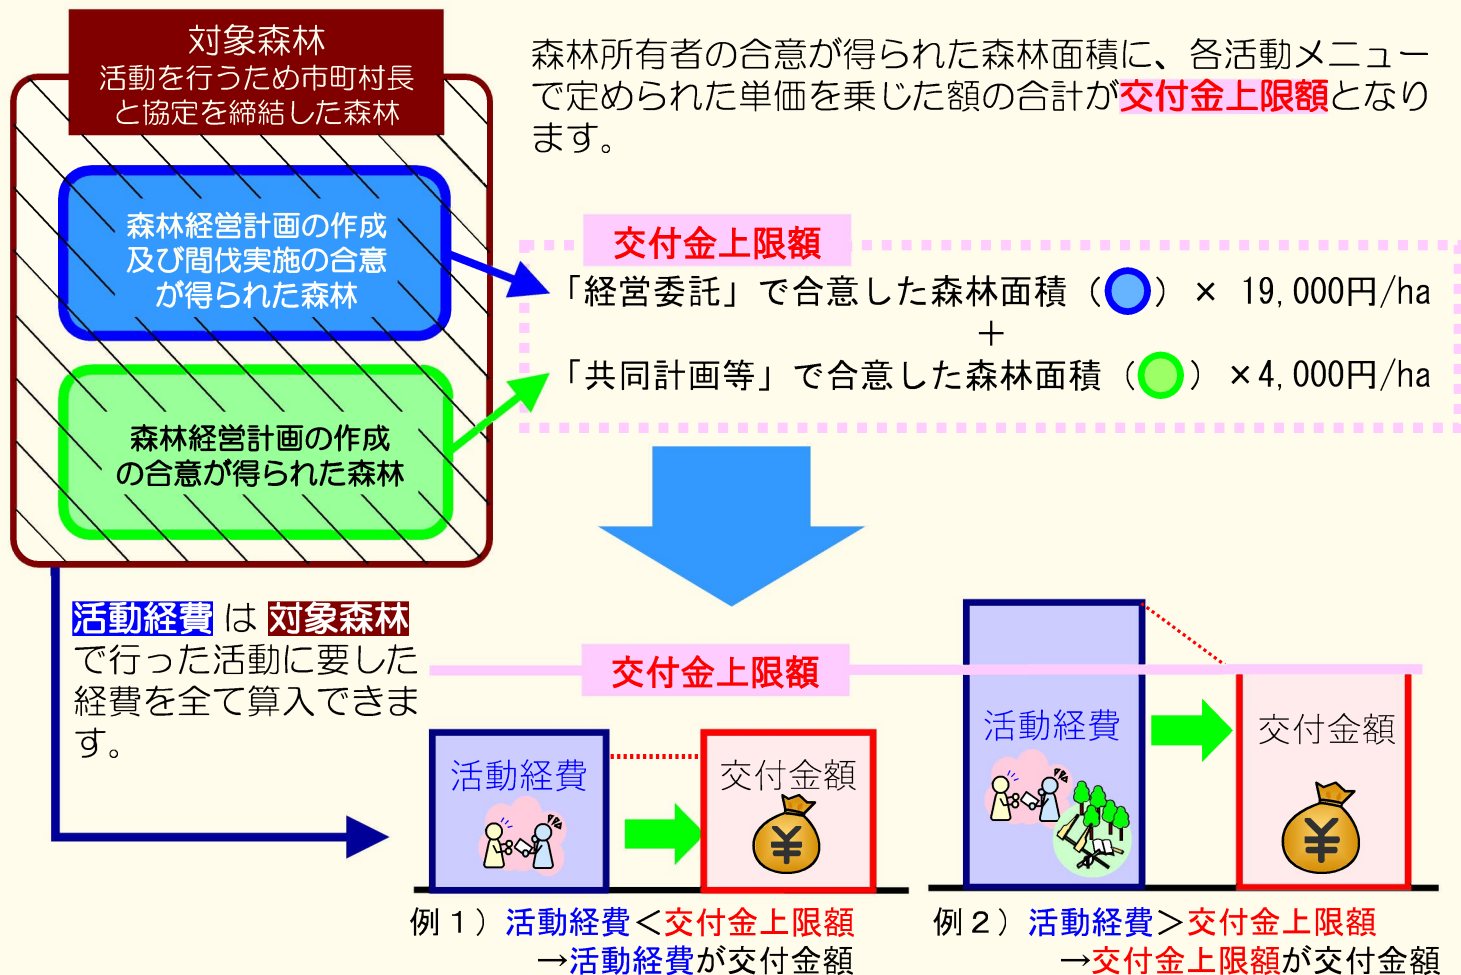 対象森林
活動を行うため市町村長
と協定を締結した森林
森林所有者の合意が得られた森林面積に、各活動メニュー
で定められた単価を乗じた額の合計が交付金上限額となり
ます。
森林経営計画の作成
及び間伐実施の合意
が得られた森林
森林経営計画の作成
の合意が得られた森林
交付金上限額
「経営委託」で合意した森林面積（　）× 19,000円/ha
＋
「共同計画等」で合意した森林面積（　）×4,000円/ha
活動経費 は 対象森林
で行った活動に要した
経費を全て算入できま
す。
交付金上限額
活動経費
交付金額
¥
例１）活動経費＜交付金上限額
→活動経費が交付金額
活動経費
交付金額
¥
例２）活動経費＞交付金上限額
→交付金上限額が交付金額